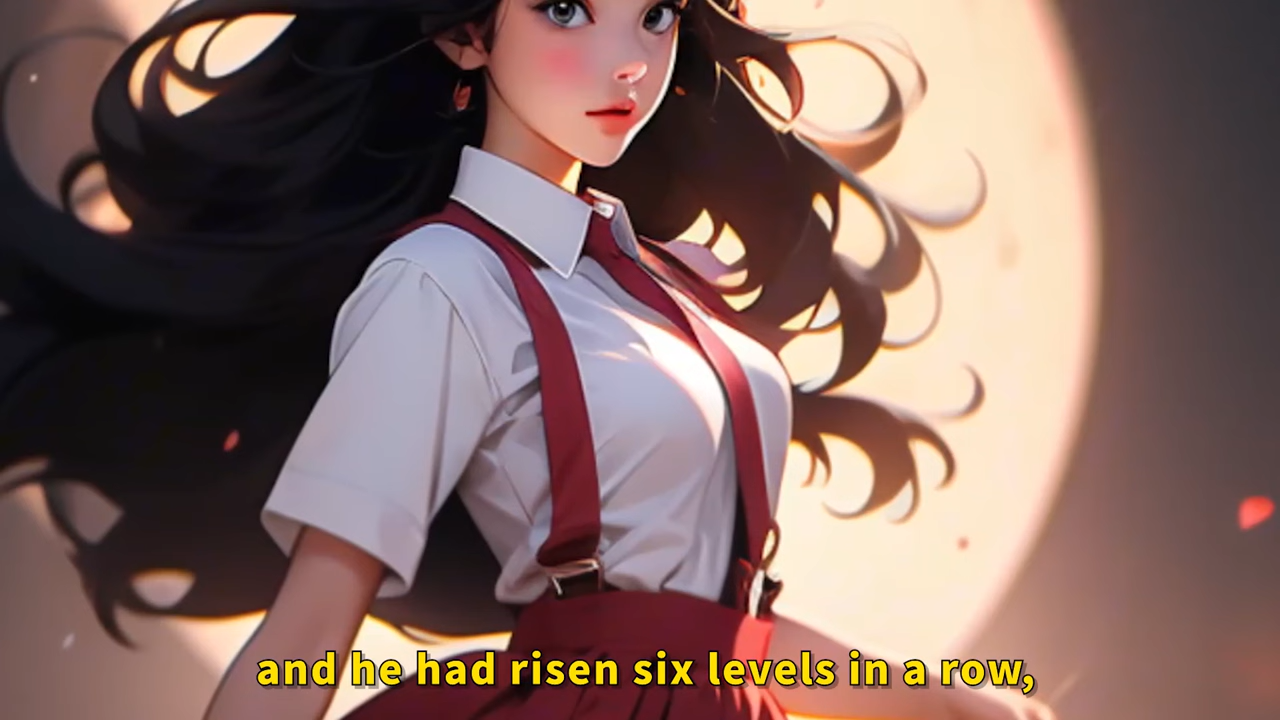 and he had risen six levels in a row,